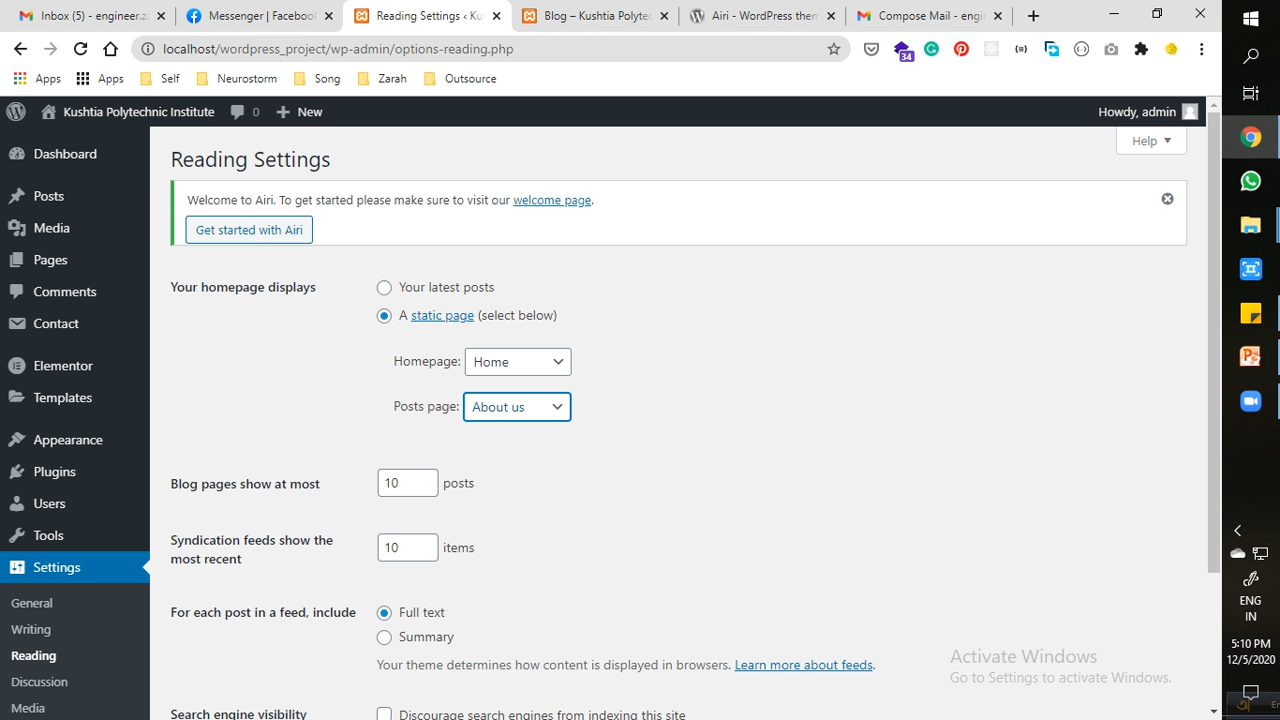 Inbox (5) - engineer.za
Messenger | Facebook
Reading Settings ‹ Kus
Blog – Kushtia Polytec
Airi - WordPress them
Compose Mail - engin
localhost/wordpress_project/wp-admin/options-reading.php
34
Apps
Apps
Self
Neurostorm
Song
Zarah
Outsource
Kushtia Polytechnic Institute
0
New
Howdy, admin
Help
Dashboard
Posts
Media
Pages
Comments
Contact
Elementor
Templates
Appearance
Plugins
Users
Tools
Settings
General
Writing
Reading
Discussion
Media
Reading Settings
Welcome to Airi. To get started please make sure to visit our welcome page.
Get started with Airi
Your homepage displays
Your latest posts
A static page (select below)
Homepage: Home
Posts page: About us
Blog pages show at most
10 posts
Syndication feeds show the
most recent
10 items
For each post in a feed, include
Full text
Summary
Your theme determines how content is displayed in browsers. Learn more about feeds.
Search engine visibility
Discourage search engines from indexing this site
Activate Windows
Go to Settings to activate Windows.
ENG
IN
5:10 PM
12/5/2020